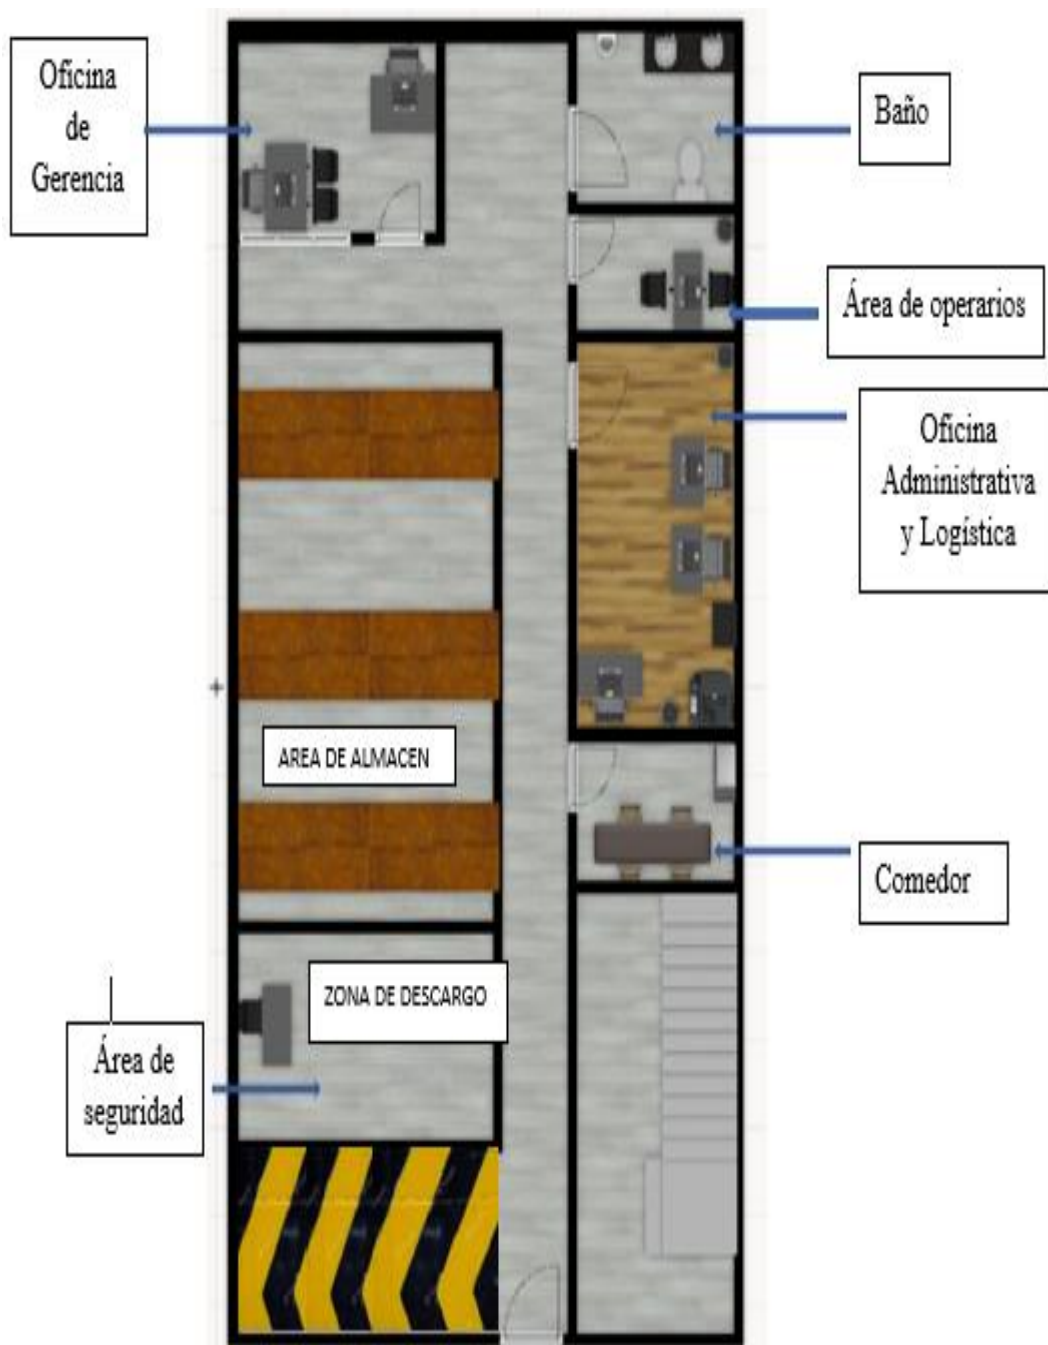 Oficina
de
Gerencia
Baño
Área de operarios
Oficina
Administrativa
y Logística
AREA DE ALMACEN
Comedor
ZONA DE DESCARGO
Área de
seguridad